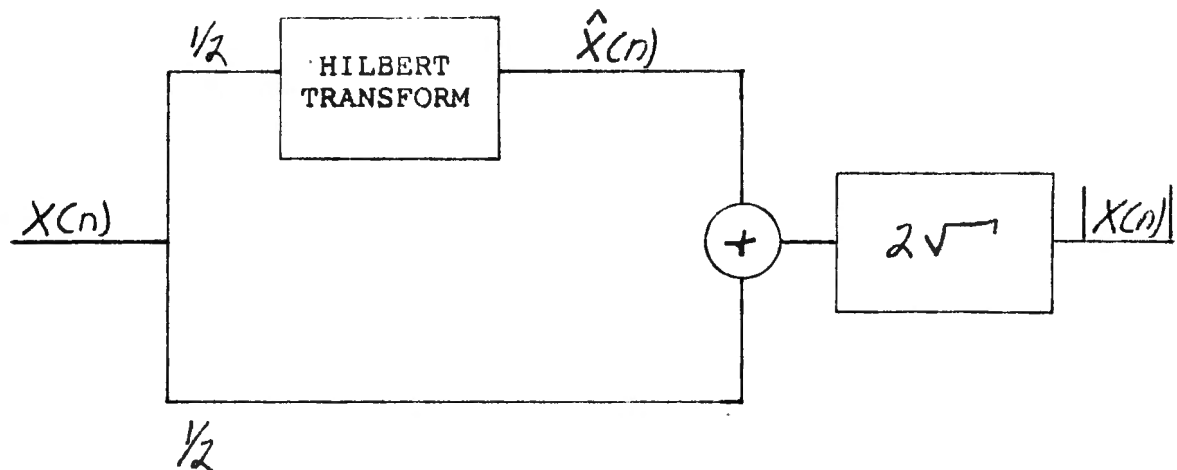 1/2
HILBERT
TRANSFORM
X̂(n)
X(n)
+
2√
|X(n)|
1/2